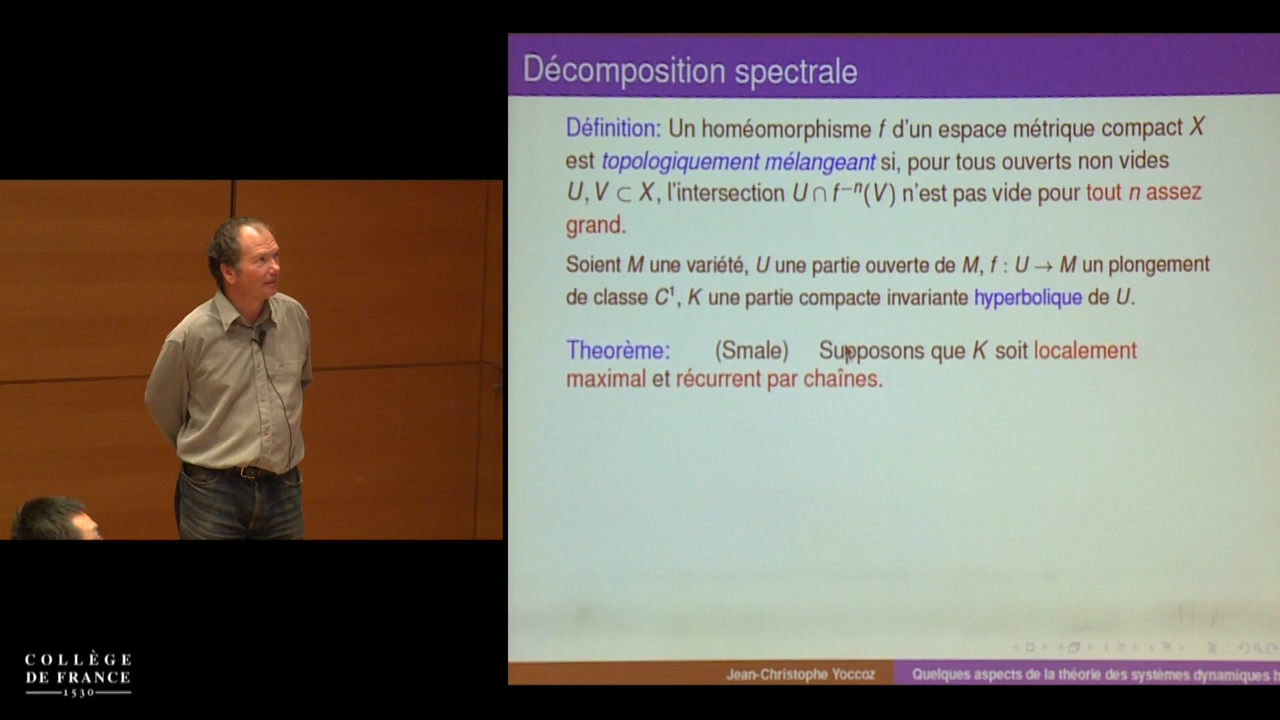 Décomposition spectrale
Définition: Un homéomorphisme f d'un espace métrique compact X
est topologiquement mélangeant si, pour tous ouverts non vides
U, V ⊂ X, l'intersection U ∩ f⁻ⁿ(V) n'est pas vide pour tout n assez
grand.
Soient M une variété, U une partie ouverte de M, f : U → M un plongement
de classe C¹, K une partie compacte invariante hyperbolique de U.
Theorème: (Smale) Supposons que K soit localement
maximal et récurrent par chaînes.
Jean-Christophe Yoccoz
Quelques aspects de la théorie des systèmes dynamiques h
COLLÈGE
DE FRANCE
1530